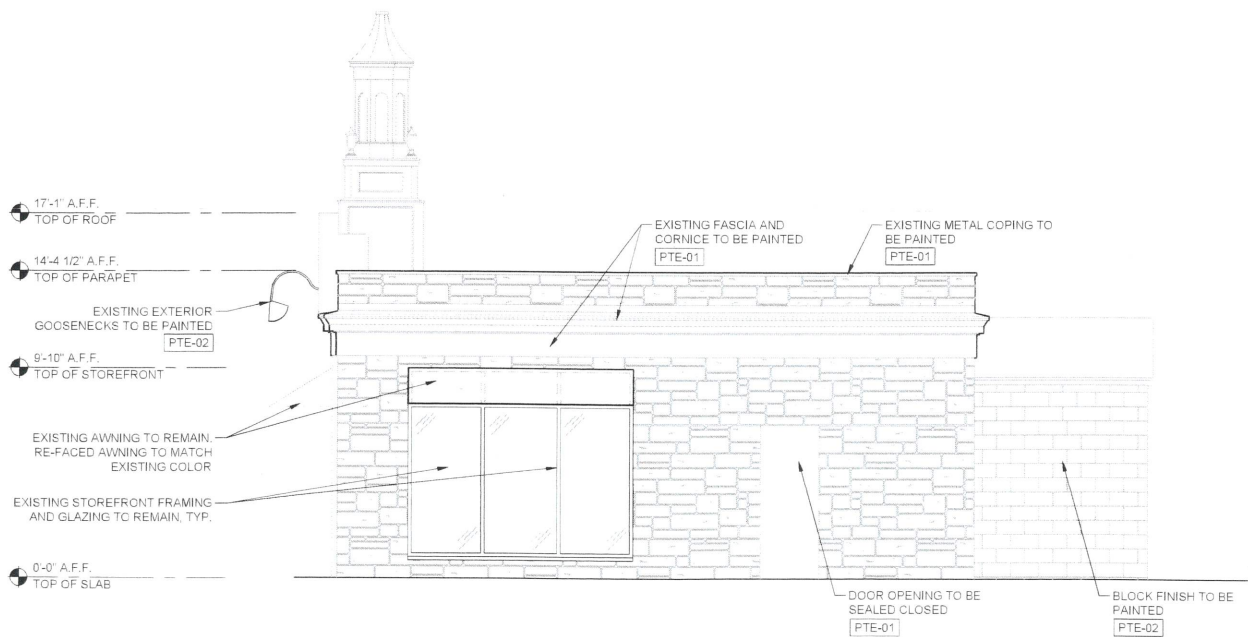 17'-1" A.F.F.
TOP OF ROOF
14'-4 1/2" A.F.F.
TOP OF PARAPET
EXISTING EXTERIOR
GOOSENECKS TO BE PAINTED
PTE-02
9'-10" A.F.F.
TOP OF STOREFRONT
EXISTING AWNING TO REMAIN.
RE-FACED AWNING TO MATCH
EXISTING COLOR
EXISTING STOREFRONT FRAMING
AND GLAZING TO REMAIN, TYP.
0'-0" A.F.F.
TOP OF SLAB
EXISTING FASCIA AND
CORNICE TO BE PAINTED
PTE-01
EXISTING METAL COPING TO
BE PAINTED
PTE-01
DOOR OPENING TO BE
SEALED CLOSED
PTE-01
BLOCK FINISH TO BE
PAINTED
PTE-02